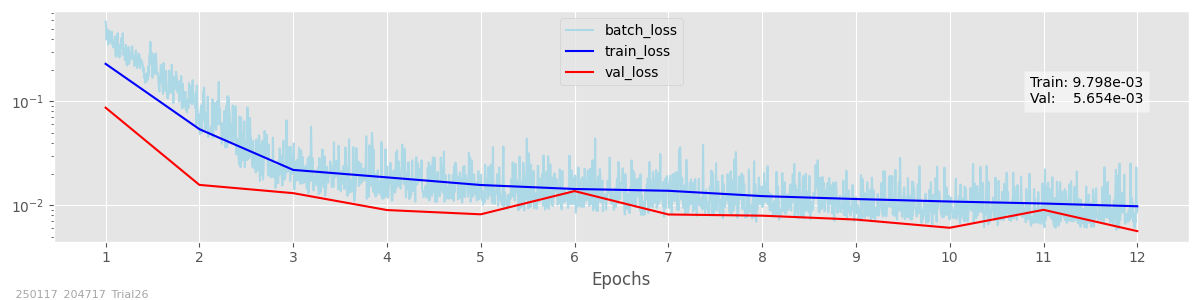 batch_loss
train_loss
val_loss
Train: 9.798e-03
Val: 5.654e-03
10⁻¹
10⁻²
1 2 3 4 5 6 7 8 9 10 11 12
Epochs
250117_204717_Trial26